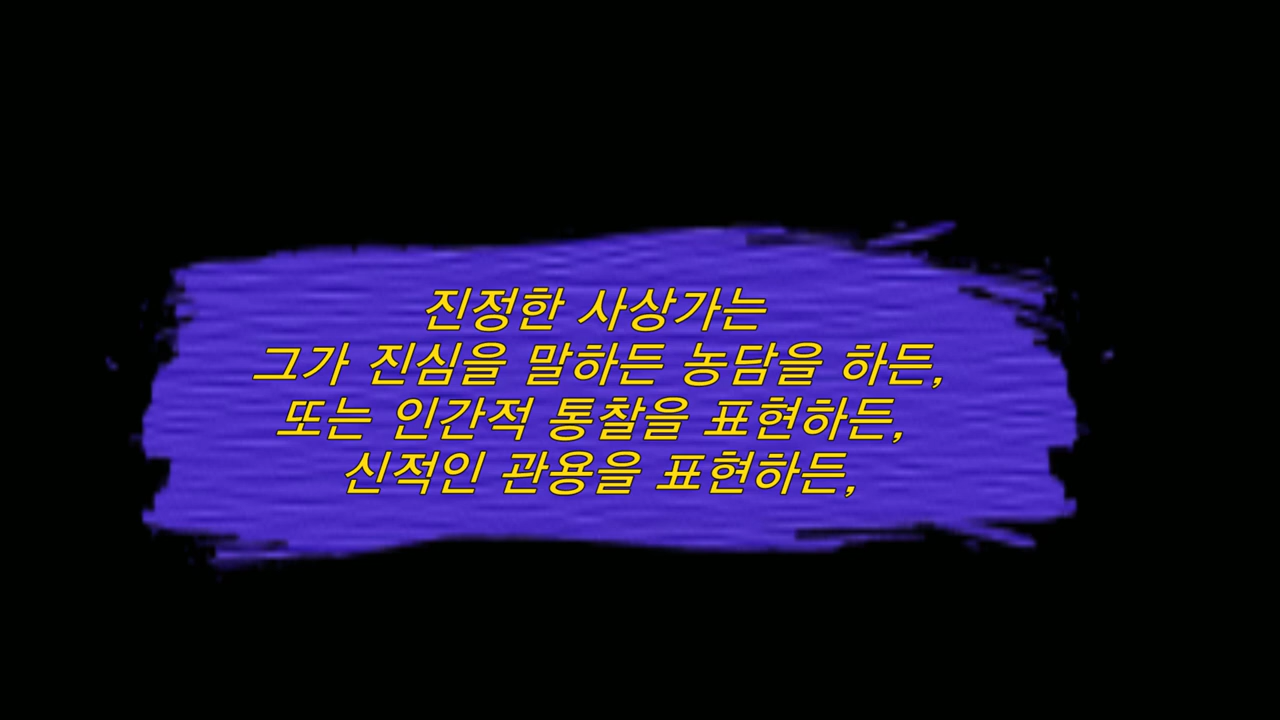 진정한 사상가는
그가 진심을 말하든 농담을 하든,
또는 인간적 통찰을 표현하든,
신적인 관용을 표현하든,